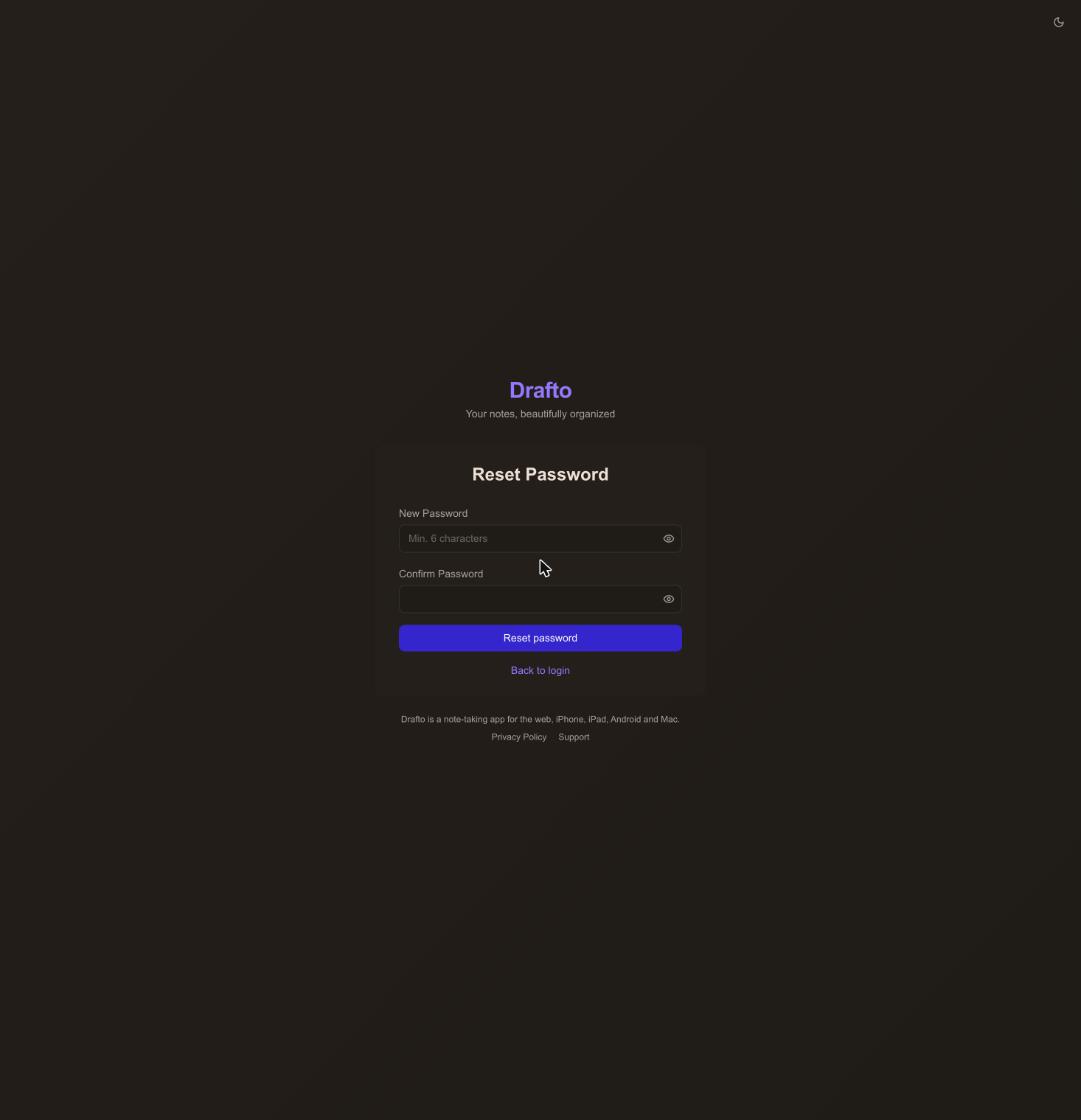 Drafto
Your notes, beautifully organized
Reset Password
New Password
Min. 6 characters
Confirm Password
Reset password
Back to login
Drafto is a note-taking app for the web, iPhone, iPad, Android and Mac.
Privacy Policy Support